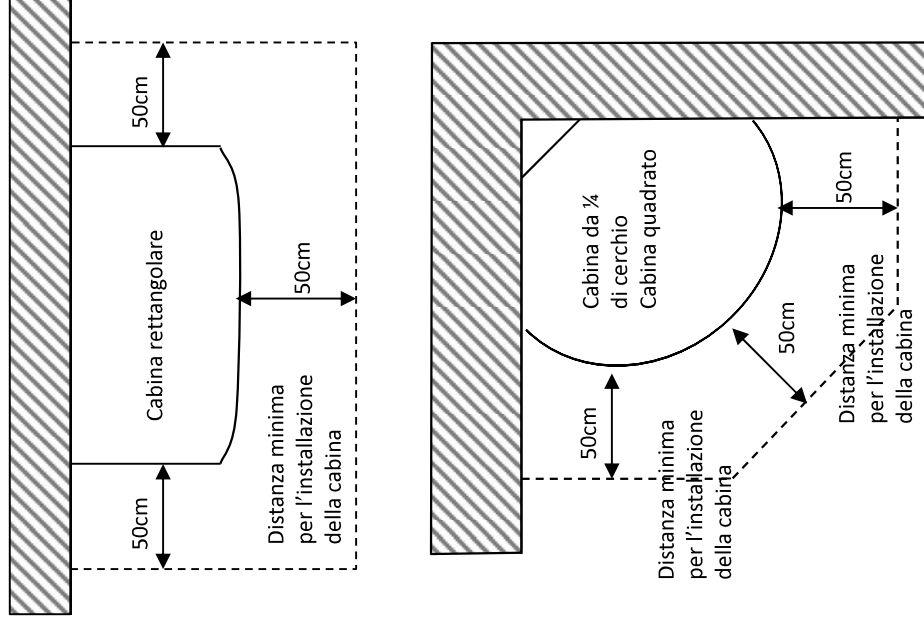 50cm
Cabina rettangolare
50cm
50cm
Distanza minima
per l'installazione
della cabina
Cabina da ¼
di cerchio
Cabina quadrato
50cm
50cm
50cm
Distanza minima
per l'installazione
della cabina
Distanza minima
per l'installazione
della cabina